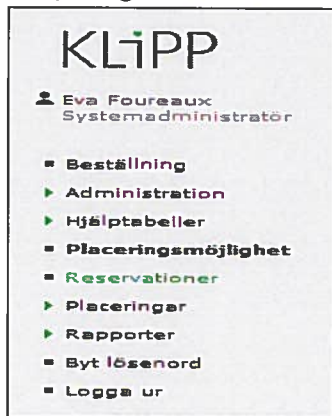 KLiPP
Eva Foureaux
Systemadministratör
Beställning
Administration
Hjälptabeller
Placeringsmöjlighet
Reservationer
Placeringar
Rapporter
Byt lösenord
Logga ur